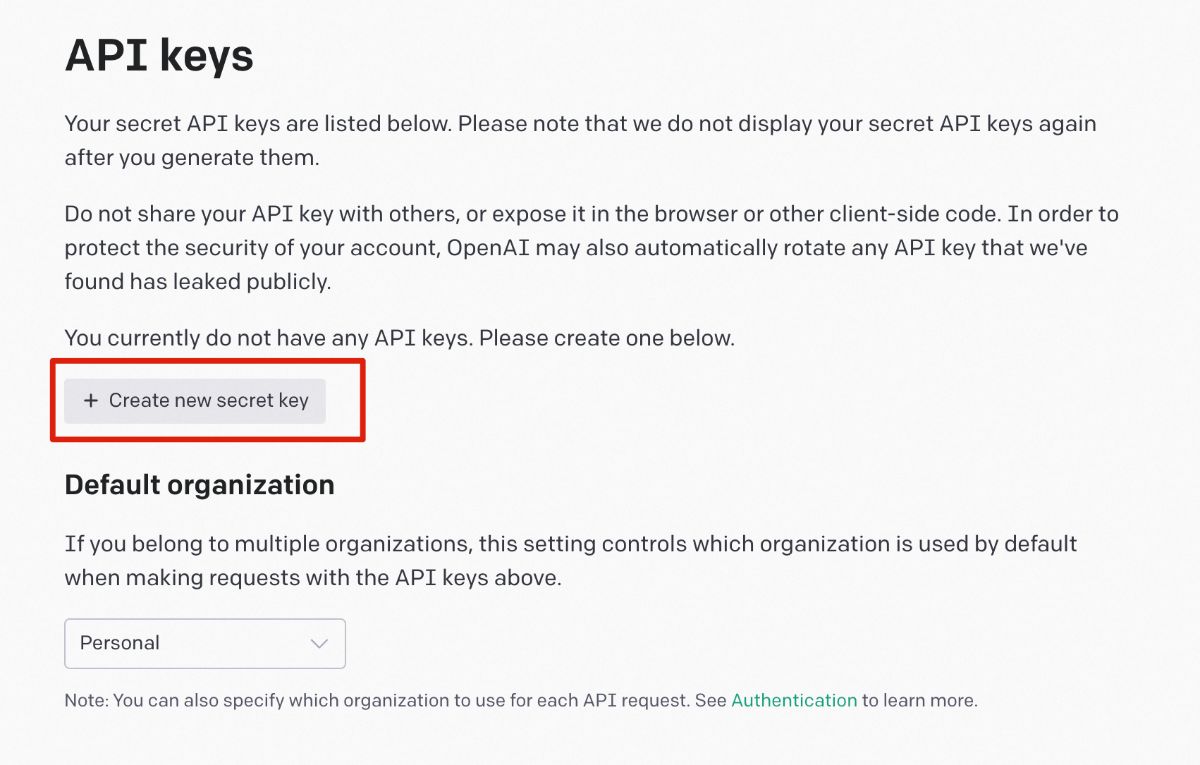 API keys
Your secret API keys are listed below. Please note that we do not display your secret API keys again
after you generate them.
Do not share your API key with others, or expose it in the browser or other client-side code. In order to
protect the security of your account, OpenAI may also automatically rotate any API key that we've
found has leaked publicly.
You currently do not have any API keys. Please create one below.
+ Create new secret key
Default organization
If you belong to multiple organizations, this setting controls which organization is used by default
when making requests with the API keys above.
Personal
Note: You can also specify which organization to use for each API request. See Authentication to learn more.